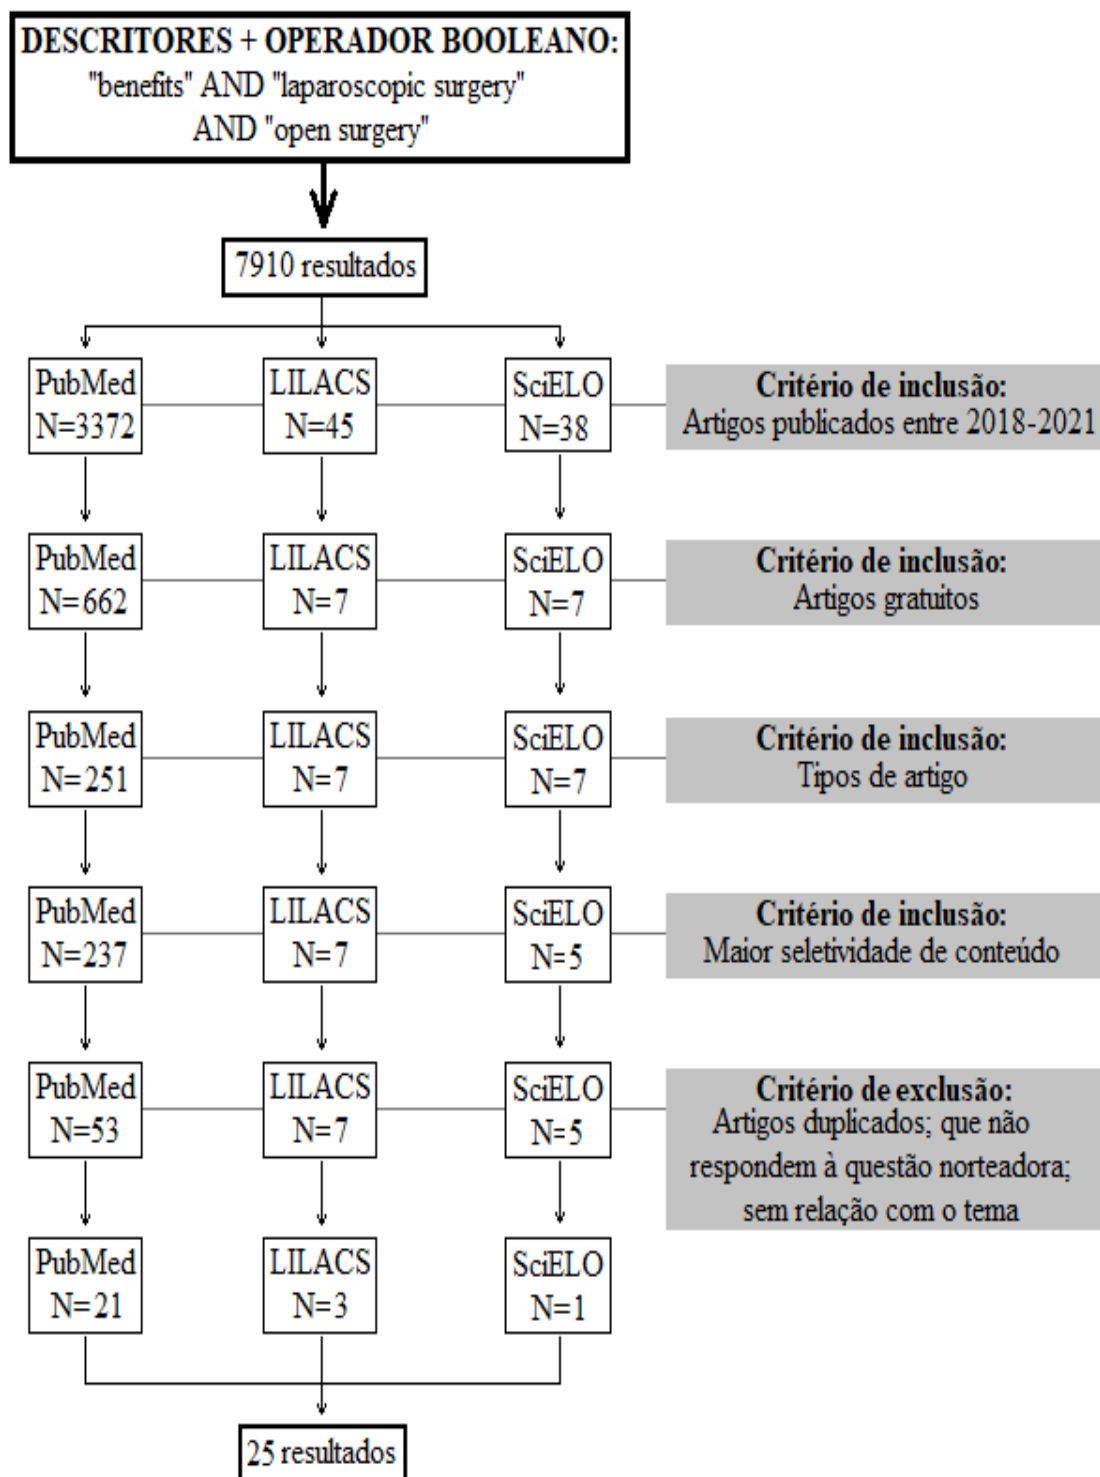 DESCRITORES + OPERADOR BOOLEANO:
"benefits" AND "laparoscopic surgery"
AND "open surgery"
7910 resultados
PubMed
N=3372
LILACS
N=45
SciELO
N=38
Critério de inclusão:
Artigos publicados entre 2018-2021
PubMed
N=662
LILACS
N=7
SciELO
N=7
Critério de inclusão:
Artigos gratuitos
PubMed
N=251
LILACS
N=7
SciELO
N=7
Critério de inclusão:
Tipos de artigo
PubMed
N=237
LILACS
N=7
SciELO
N=5
Critério de inclusão:
Maior seletividade de conteúdo
PubMed
N=53
LILACS
N=7
SciELO
N=5
Critério de exclusão:
Artigos duplicados; que não
respondem à questão norteadora;
sem relação com o tema
PubMed
N=21
LILACS
N=3
SciELO
N=1
25 resultados